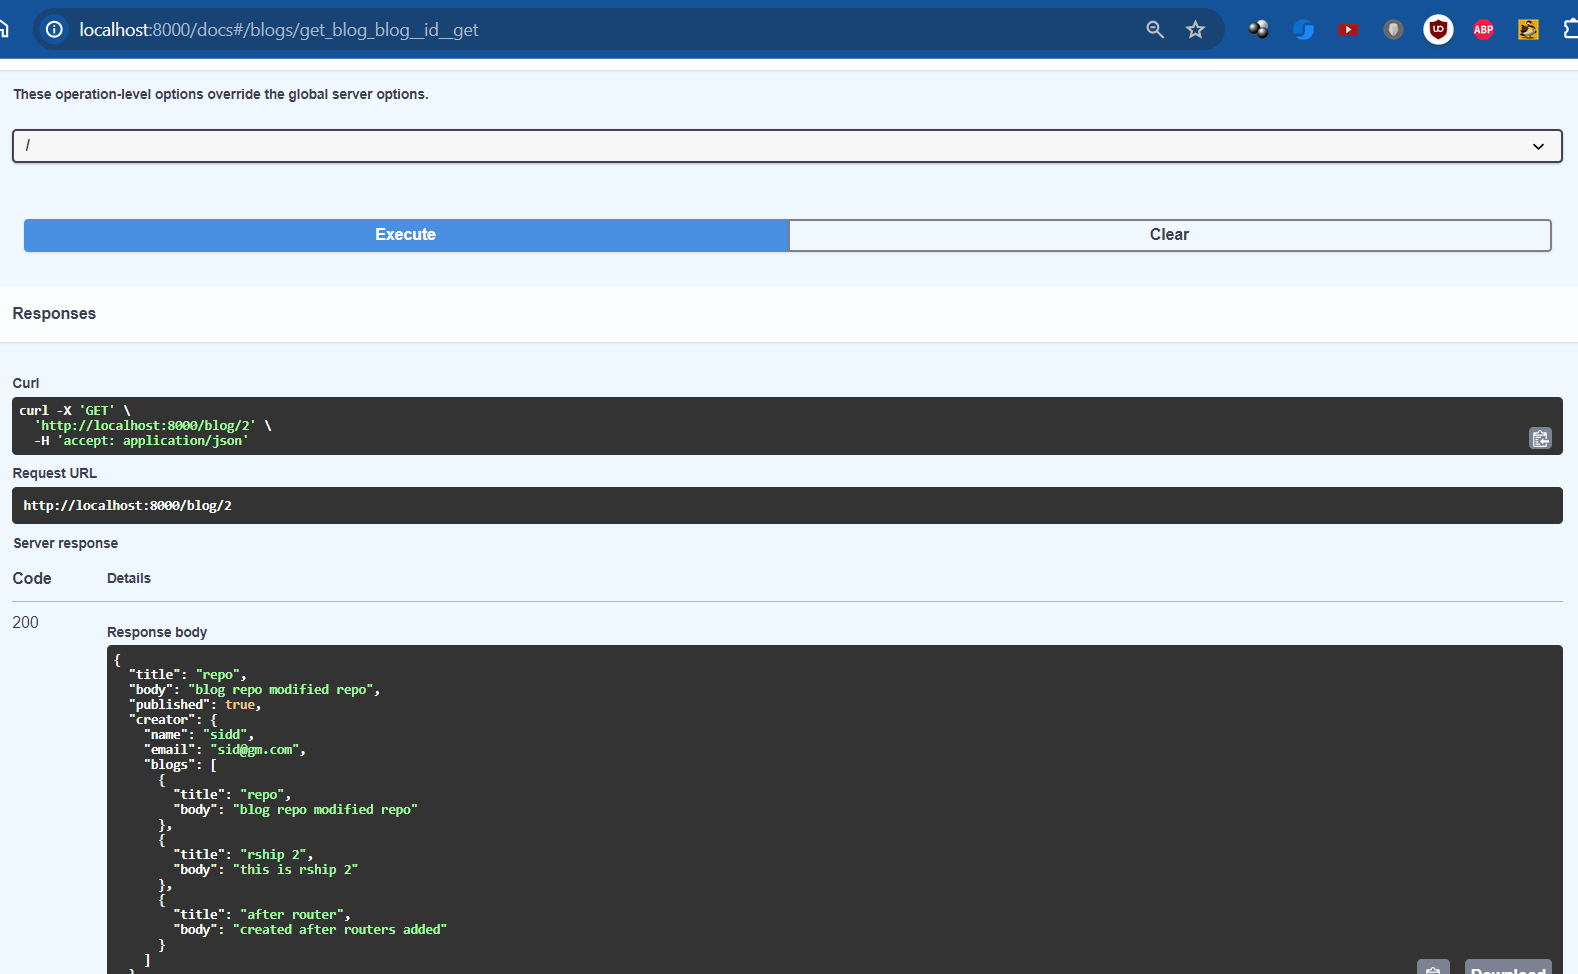 localhost:8000/docs#/blogs/get_blog_blog__id__get
UD
ABP
These operation-level options override the global server options.
/
Execute
Clear
Responses
Curl
curl -X 'GET' \
'http://localhost:8000/blog/2' \
-H 'accept: application/json'
Request URL
http://localhost:8000/blog/2
Server response
Code
Details
200
Response body
{
"title": "repo",
"body": "blog repo modified repo",
"published": true,
"creator": {
"name": "sidd",
"email": "sid@gm.com",
"blogs": [
{
"title": "repo",
"body": "blog repo modified repo"
},
{
"title": "rship 2",
"body": "this is rship 2"
},
{
"title": "after router",
"body": "created after routers added"
}
]
}
Download